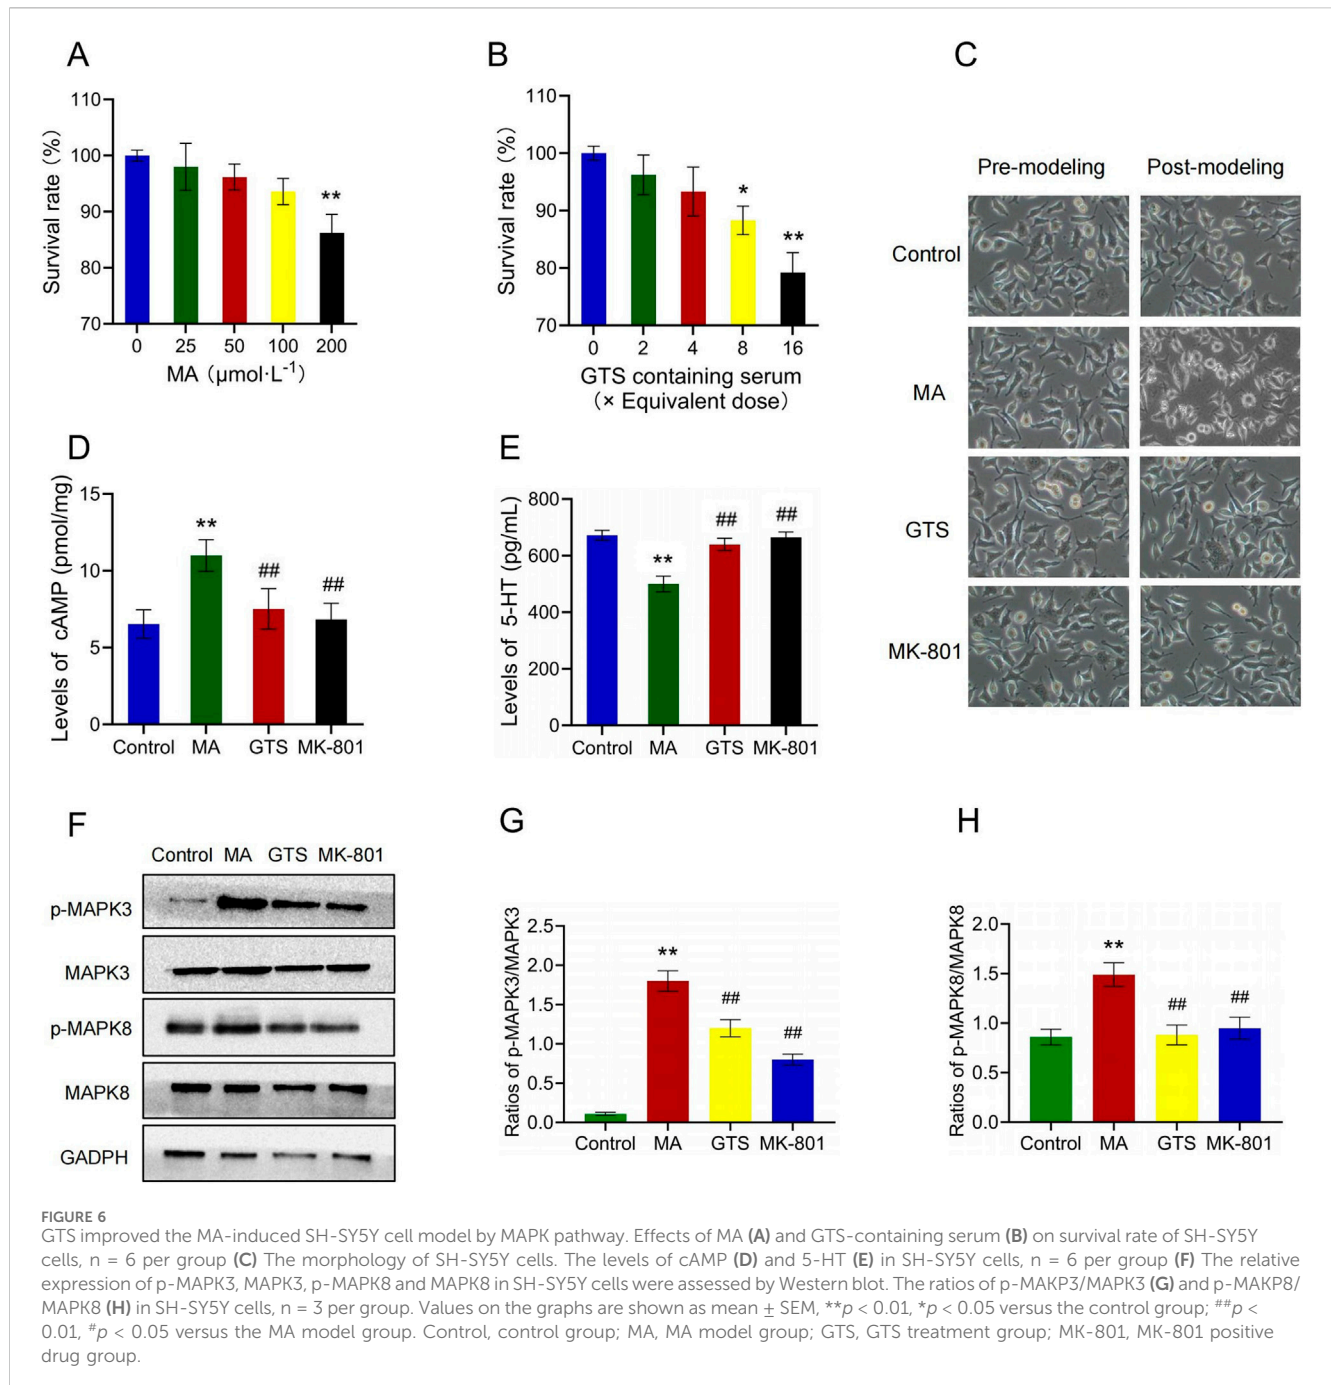 A
Survival rate (%)
110
100
90
80
70
**
0 25 50 100 200
MA (μmol·L-1)
B
Survival rate (%)
110
100
90
80
70
*
**
0 2 4 8 16
GTS containing serum
(× Equivalent dose)
C
Pre-modeling Post-modeling
Control
MA
GTS
MK-801
D
Levels of cAMP (pmol/mg)
15
10
5
0
**
##
##
Control MA GTS MK-801
E
Levels of 5-HT (pg/mL)
800
600
400
200
0
**
##
##
Control MA GTS MK-801
F
Control MA GTS MK-801
p-MAPK3
MAPK3
p-MAPK8
MAPK8
GADPH
G
Ratios of p-MAPK3/MAPK3
2.5
2.0
1.5
1.0
0.5
0.0
**
##
##
Control MA GTS MK-801
H
Ratios of p-MAPK8/MAPK8
2.0
1.5
1.0
0.5
0.0
**
##
##
Control MA GTS MK-801
FIGURE 6
GTS improved the MA-induced SH-SY5Y cell model by MAPK pathway. Effects of MA (A) and GTS-containing serum (B) on survival rate of SH-SY5Y
cells, n = 6 per group (C) The morphology of SH-SY5Y cells. The levels of cAMP (D) and 5-HT (E) in SH-SY5Y cells, n = 6 per group (F) The relative
expression of p-MAPK3, MAPK3, p-MAPK8 and MAPK8 in SH-SY5Y cells were assessed by Western blot. The ratios of p-MAKP3/MAPK3 (G) and p-MAKP8/
MAPK8 (H) in SH-SY5Y cells, n = 3 per group. Values on the graphs are shown as mean ± SEM, **p < 0.01, *p < 0.05 versus the control group; ##p <
0.01, #p < 0.05 versus the MA model group. Control, control group; MA, MA model group; GTS, GTS treatment group; MK-801, MK-801 positive
drug group.